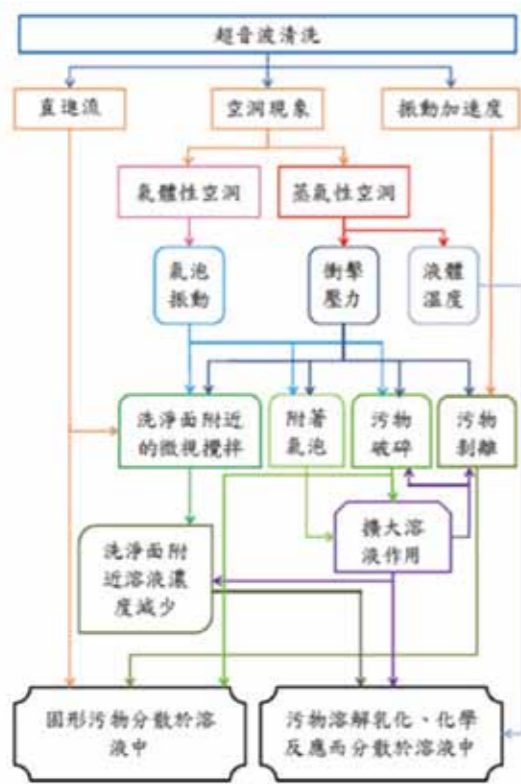 超音波清洗
直進流
空洞現象
振動加速度
氣體性空洞
蒸氣性空洞
氣泡
振動
衝擊
壓力
液體
溫度
洗淨面附近
的微視攪拌
附著
氣泡
污物
破碎
污物
剝離
擴大溶
液作用
洗淨面附
近溶液濃
度減少
固形污物分散於溶
液中
污物溶解乳化、化學
反應而分散於溶液中